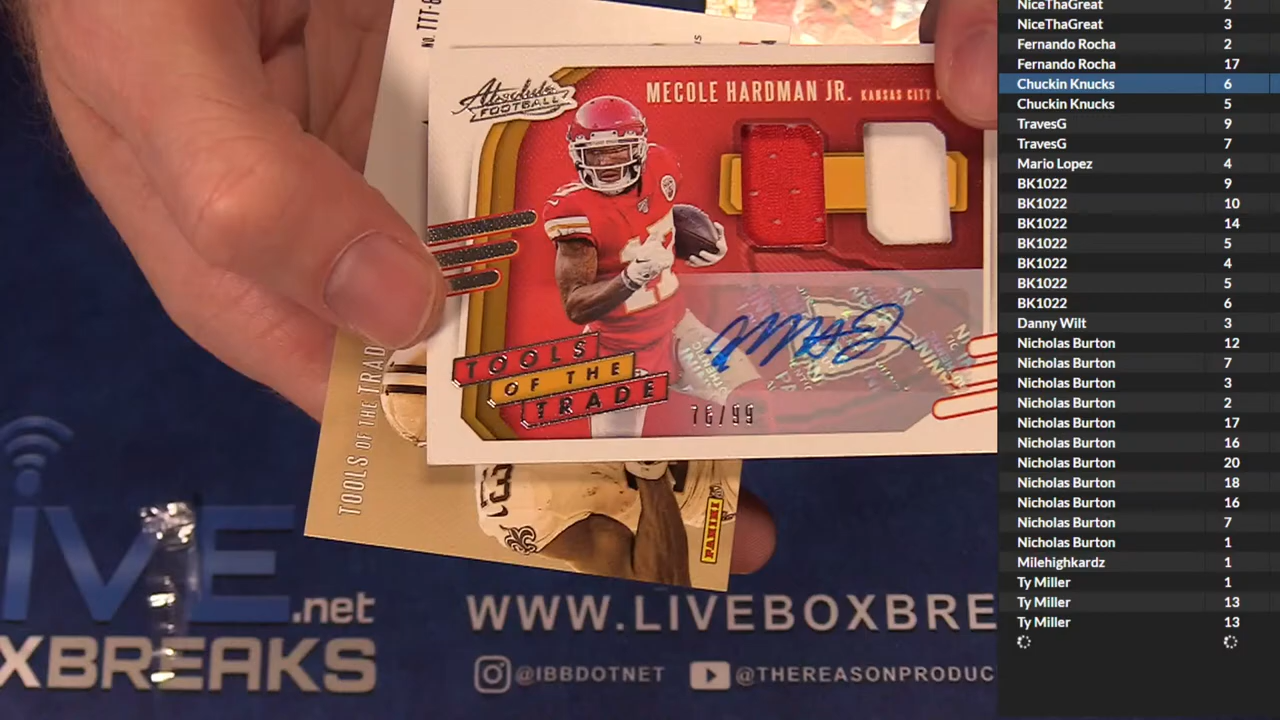 NO. TTT-
Absolute
FOOTBALL
MECOLE HARDMAN JR. KANSAS CITY
17
TOOLS
OF THE
TRADE
76/99
TOOLS OF THE TRAD
13
PANINI
IVE.net
XBREAKS
WWW.LIVEBOXBRE
@IBBDOTNET
@THEREASONPRODUC
NiceThaGreat 2
NiceThaGreat 3
Fernando Rocha 2
Fernando Rocha 17
Chuckin Knucks 6
Chuckin Knucks 5
TravesG 9
TravesG 7
Mario Lopez 4
BK1022 9
BK1022 10
BK1022 14
BK1022 5
BK1022 4
BK1022 5
BK1022 6
Danny Wilt 3
Nicholas Burton 12
Nicholas Burton 7
Nicholas Burton 3
Nicholas Burton 2
Nicholas Burton 17
Nicholas Burton 16
Nicholas Burton 20
Nicholas Burton 18
Nicholas Burton 16
Nicholas Burton 7
Nicholas Burton 1
Milehighkardz 1
Ty Miller 1
Ty Miller 13
Ty Miller 13